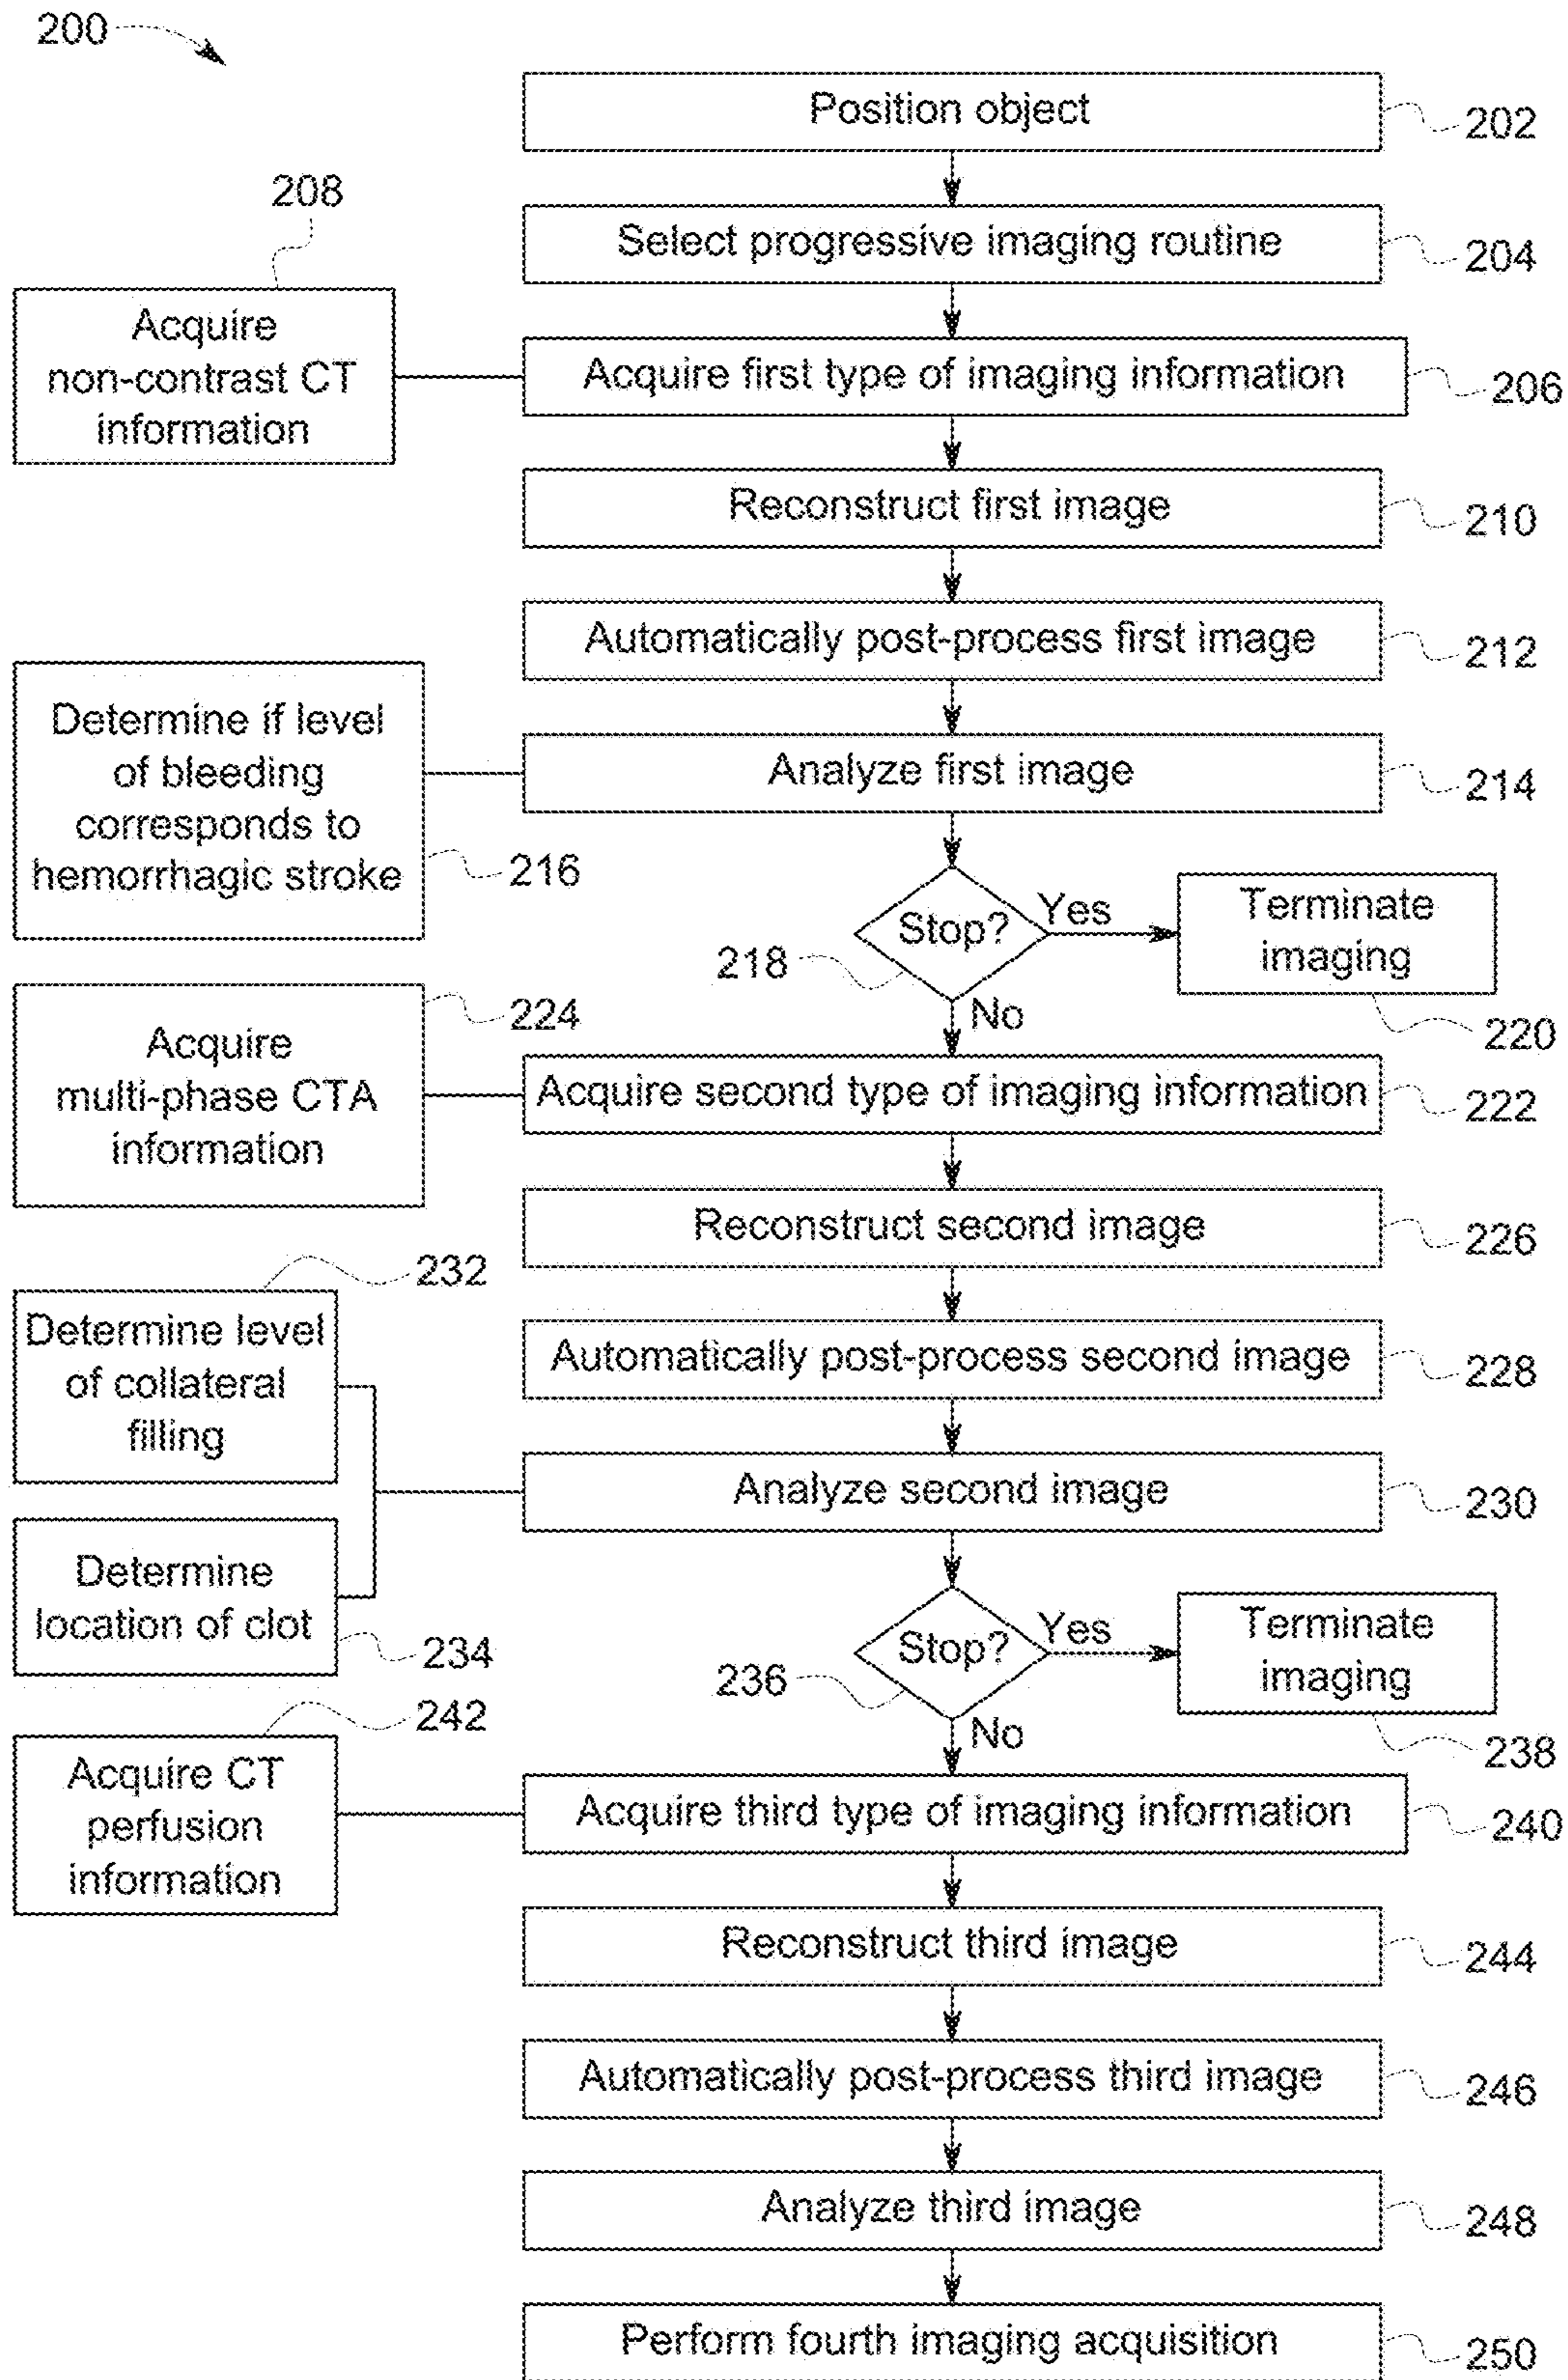 200
Position object
202
208
Select progressive imaging routine
204
Acquire
non-contrast CT
information
Acquire first type of imaging information
206
Reconstruct first image
210
Automatically post-process first image
212
Determine if level
of bleeding
corresponds to
hemorrhagic stroke
216
Analyze first image
214
Stop?
218
Yes
Terminate
imaging
220
No
224
Acquire
multi-phase CTA
information
Acquire second type of imaging information
222
Reconstruct second image
226
232
Determine level
of collateral
filling
Automatically post-process second image
228
Analyze second image
230
Determine
location of clot
234
Stop?
236
Yes
Terminate
imaging
238
No
242
Acquire CT
perfusion
information
Acquire third type of imaging information
240
Reconstruct third image
244
Automatically post-process third image
246
Analyze third image
248
Perform fourth imaging acquisition
250